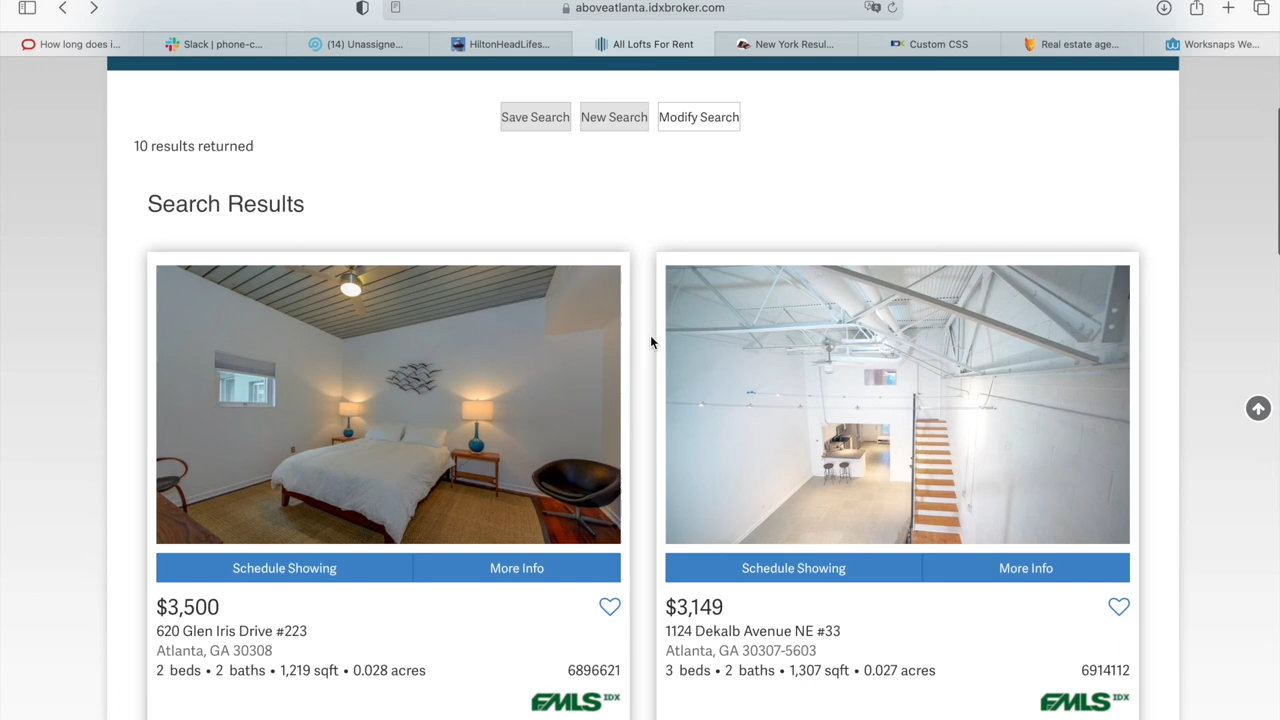 aboveatlanta.idxbroker.com
How long does i...
Slack | phone-c...
(14) Unassigne...
HiltonHeadLifes...
All Lofts For Rent
New York Resul...
Custom CSS
Real estate age...
Worksnaps We...
Save Search
New Search
Modify Search
10 results returned
Search Results
Schedule Showing
More Info
$3,500
620 Glen Iris Drive #223
Atlanta, GA 30308
2 beds • 2 baths • 1,219 sqft • 0.028 acres
6896621
FMLS IDX
Schedule Showing
More Info
$3,149
1124 Dekalb Avenue NE #33
Atlanta, GA 30307-5603
3 beds • 2 baths • 1,307 sqft • 0.027 acres
6914112
FMLS IDX